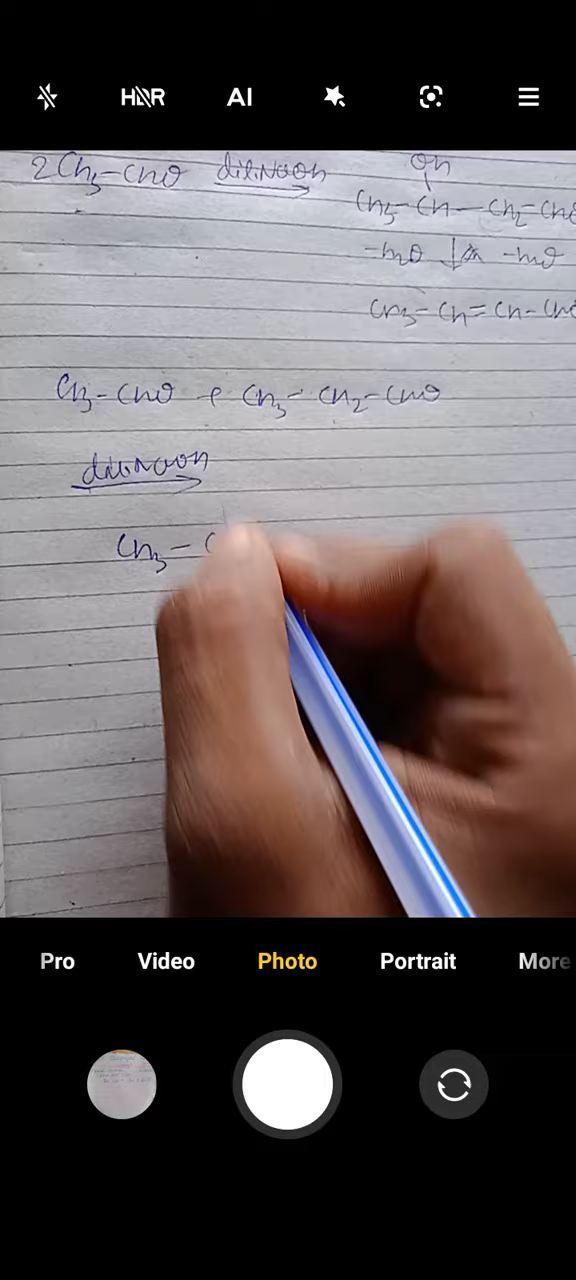 HDR AI
2CH3-CHO dil.NaOH OH
CH3-CH-CH2-CHO
-H2O ↓Δ -H2O
CH3-CH=CH-CHO
CH3-CHO + CH3-CH2-CHO
dil.NaOH
CH3-C
Pro Video Photo Portrait More